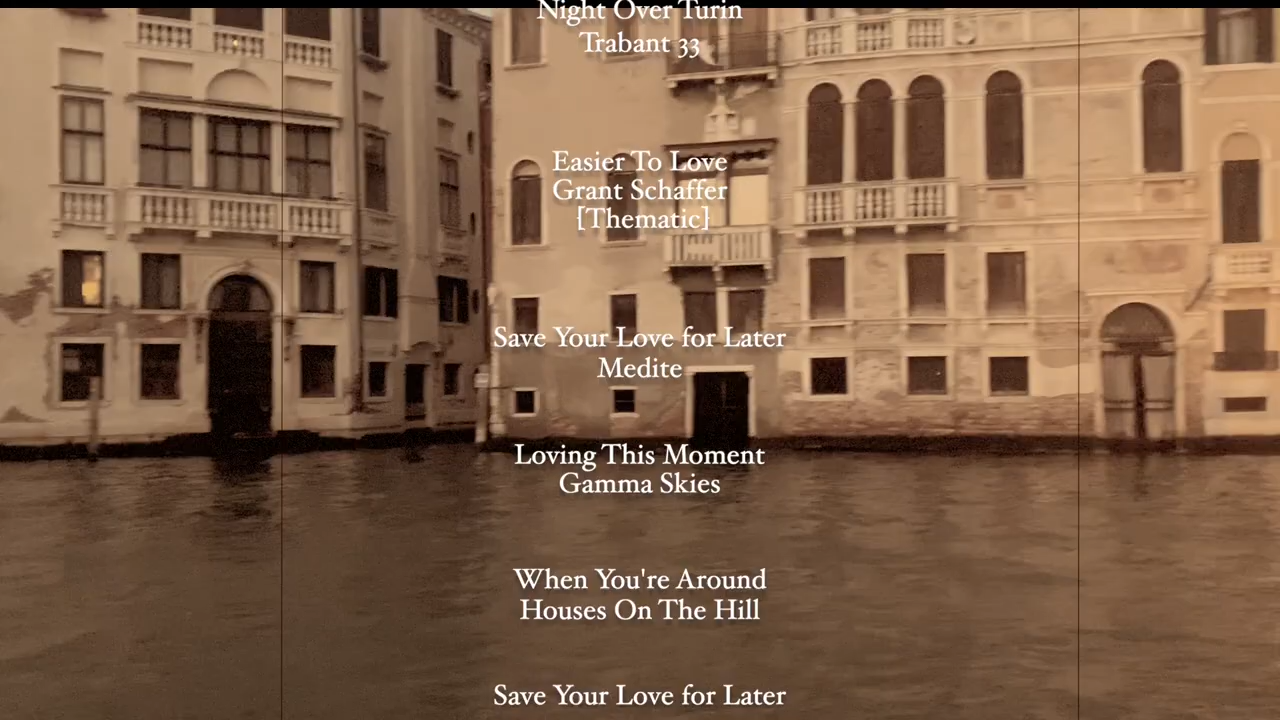 Night Over Turin
Trabant 33
Easier To Love
Grant Schaffer
[Thematic]
Save Your Love for Later
Medite
Loving This Moment
Gamma Skies
When You're Around
Houses On The Hill
Save Your Love for Later